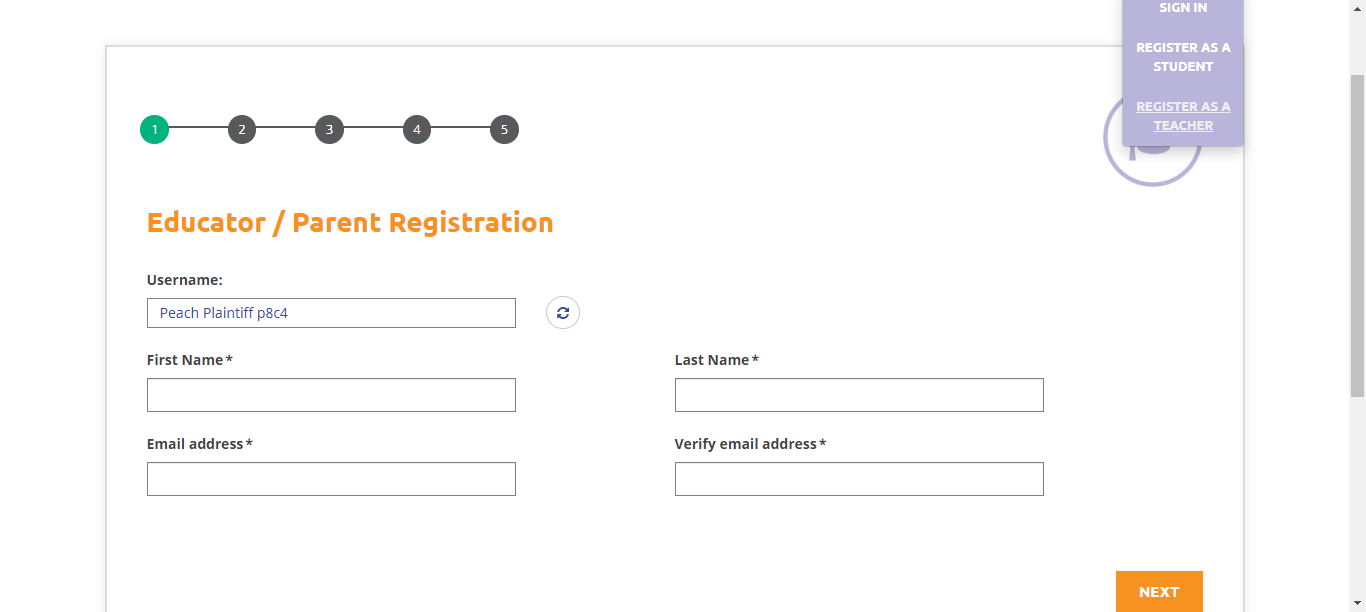 SIGN IN
REGISTER AS A
STUDENT
REGISTER AS A
TEACHER
1 2 3 4 5
Educator / Parent Registration
Username:
Peach Plaintiff p8c4
First Name* Last Name*
Email address* Verify email address*
NEXT